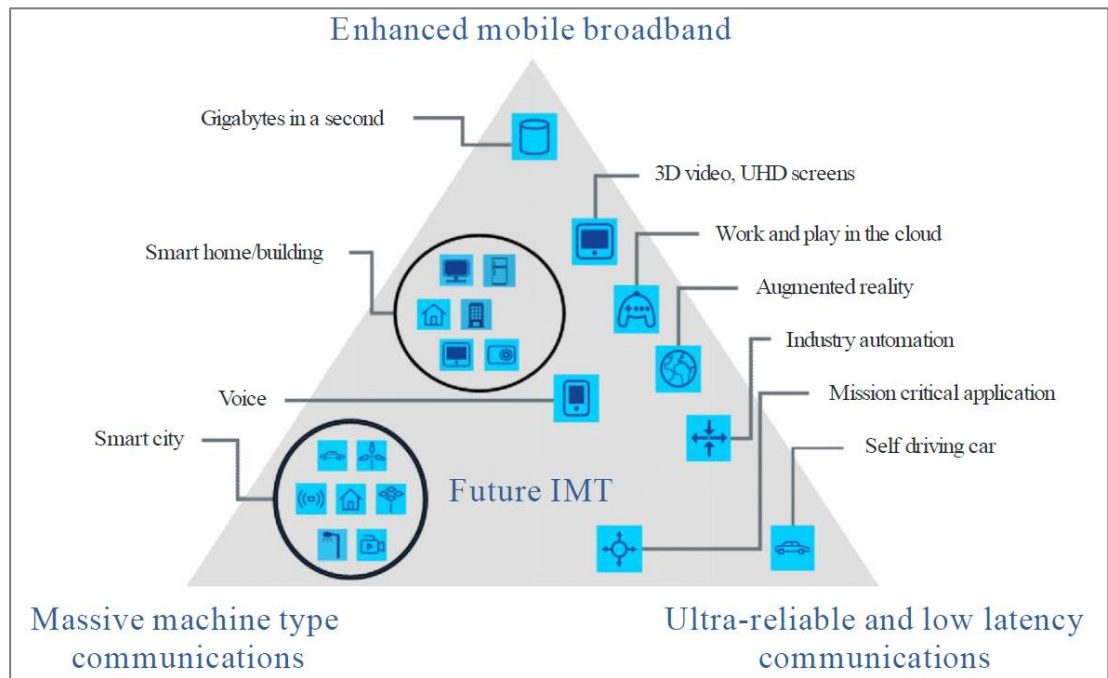 Enhanced mobile broadband
Gigabytes in a second
3D video, UHD screens
Work and play in the cloud
Smart home/building
Augmented reality
Industry automation
Mission critical application
Voice
Smart city
Self driving car
Future IMT
Massive machine type
communications
Ultra-reliable and low latency
communications